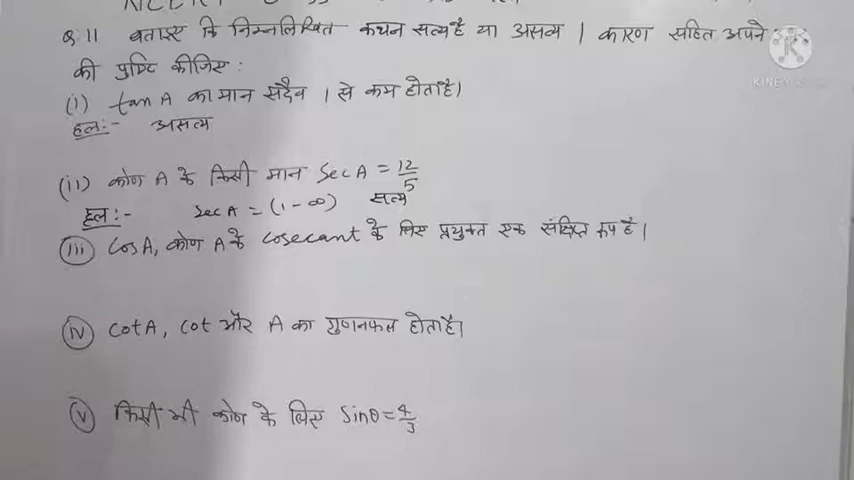 Q.11 बताइए कि निम्नलिखित कथन सत्य है या असत्य । कारण सहित अपने
की पुष्टि कीजिए :
(i) tan A का मान सदैव 1 से कम होता है।
हल:- असत्य
(ii) कोण A के किसी मान Sec A = 12/5
हल:- sec A = (1 - ∞) सत्य
(iii) Cos A, कोण A के Cosecant के लिए प्रयुक्त एक संक्षिप्त रूप है।
(iv) Cot A, Cot और A का गुणनफल होता है।
(v) किसी भी कोण के लिए Sinθ = 4/3
KINEMASTER